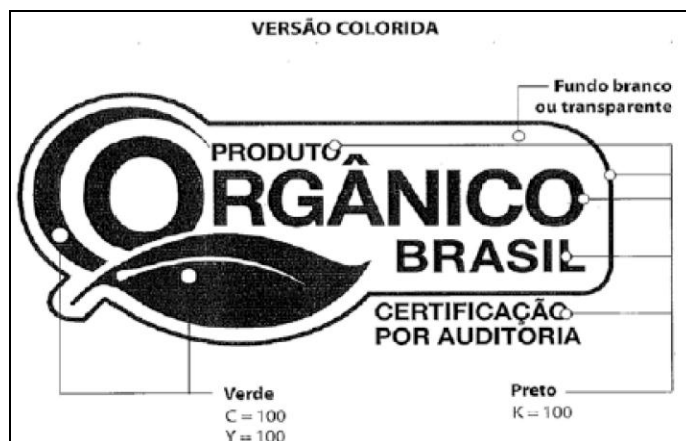 VERSÃO COLORIDA
Fundo branco
ou transparente
PRODUTO
ORGÂNICO
BRASIL
CERTIFICAÇÃO
POR AUDITORIA
Verde
C = 100
Y = 100
Preto
K = 100